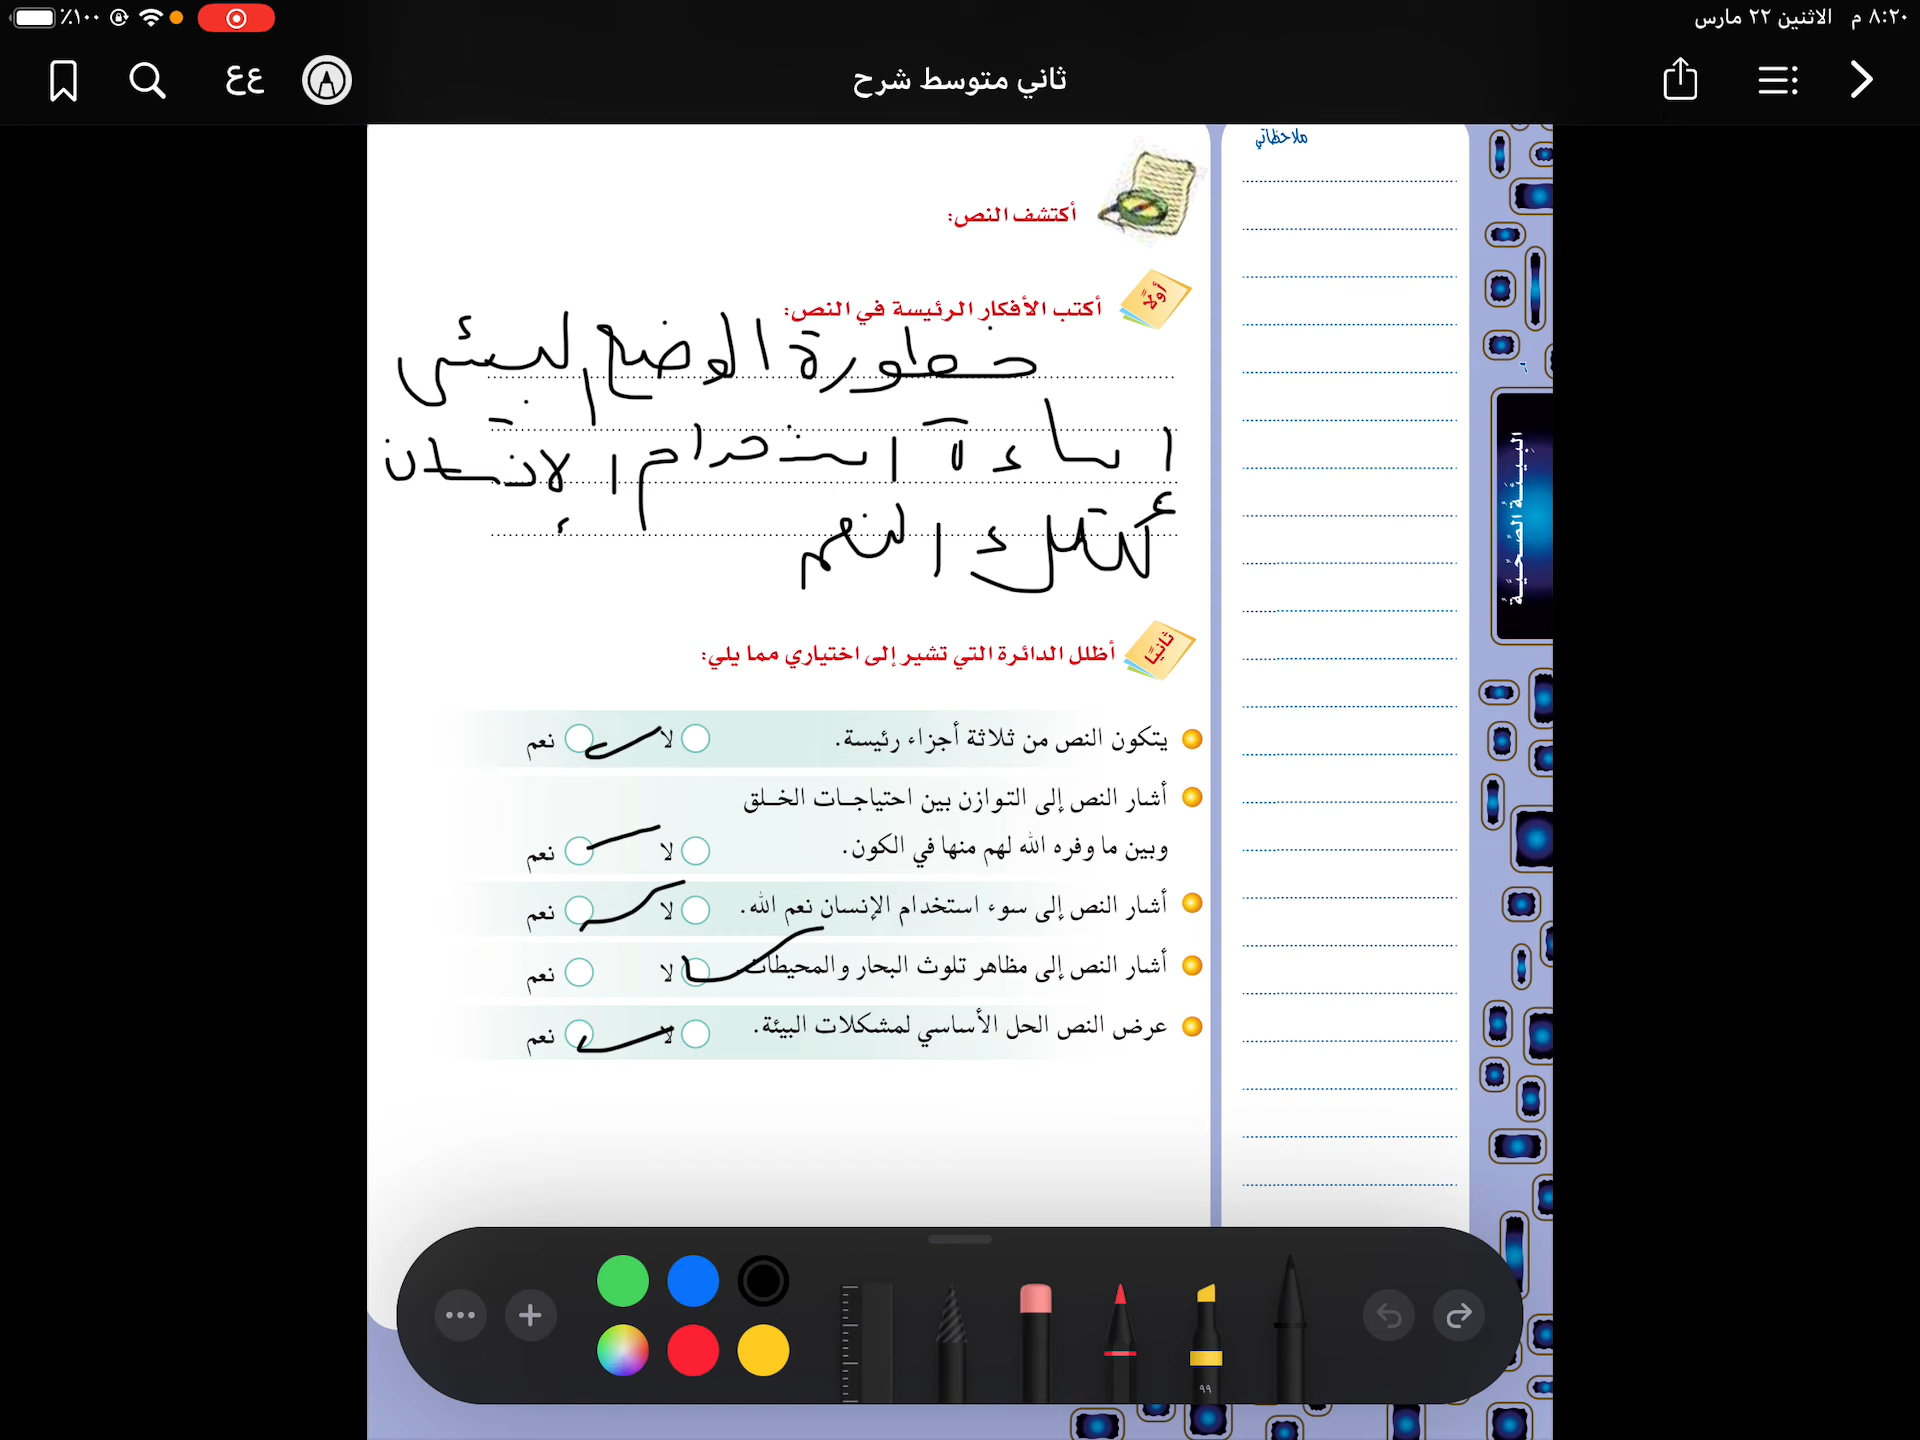 ٨:٢٠ م الاثنين ٢٢ مارس
٪١٠٠
ثاني متوسط شرح
عع
ملاحظاتي
أكتشف النص:
أولًا
أكتب الأفكار الرئيسة في النص:
خطورة الوضع البيئي
اساءة استخدام الانسان
لتلك النعم
ثانيًا
أظلل الدائرة التي تشير إلى اختياري مما يلي:
يتكون النص من ثلاثة أجزاء رئيسة. لا نعم
أشار النص إلى التوازن بين احتياجات الخلق
وبين ما وفره الله لهم منها في الكون. لا نعم
أشار النص إلى سوء استخدام الإنسان نعم الله. لا نعم
أشار النص إلى مظاهر تلوث البحار والمحيطات. لا نعم
عرض النص الحل الأساسي لمشكلات البيئة. لا نعم
البيئة الصحية
٩٩